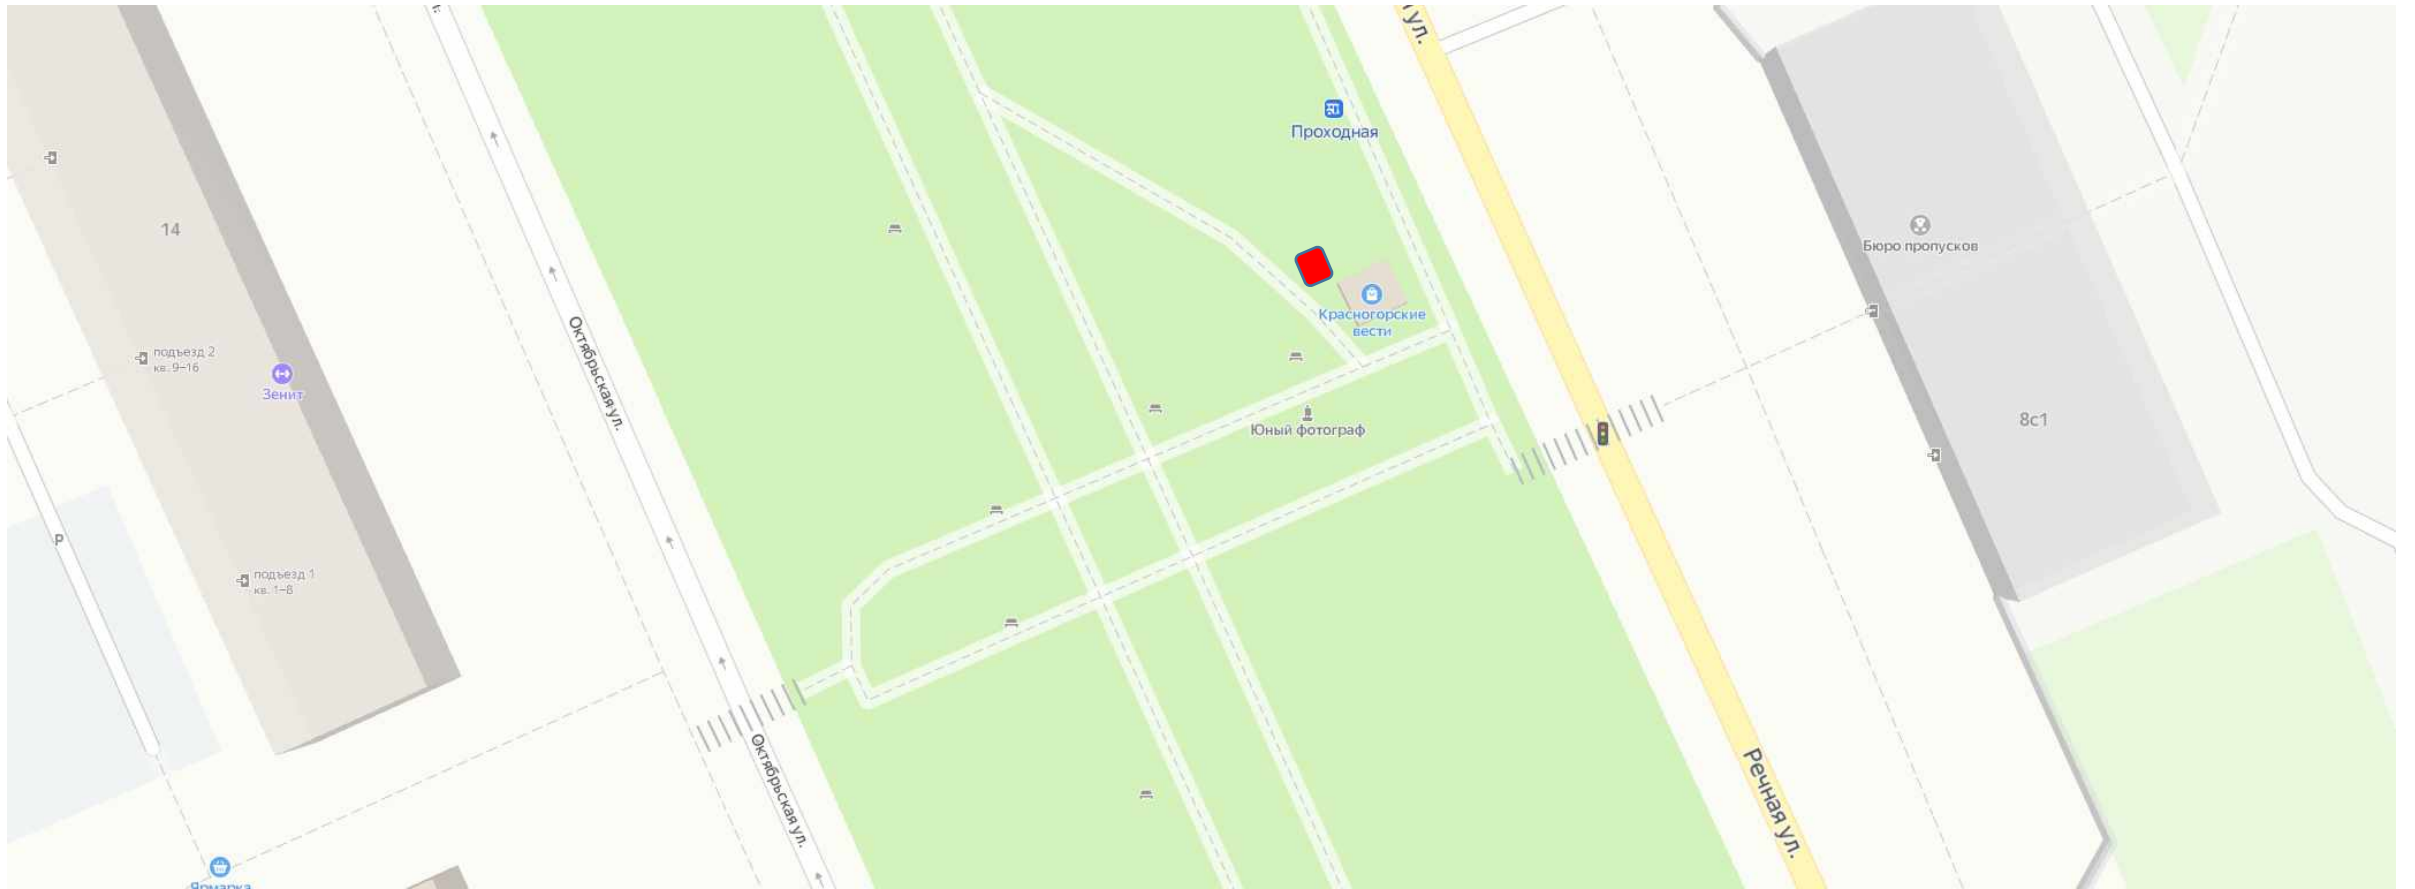 ул.
Проходная
14
Бюро пропусков
Красногорские
вести
Октябрьская ул.
подъезд 2
кв. 9–16
Зенит
Юный фотограф
8с1
P
подъезд 1
кв. 1–8
Октябрьская ул.
Речная ул.
Ярмарка